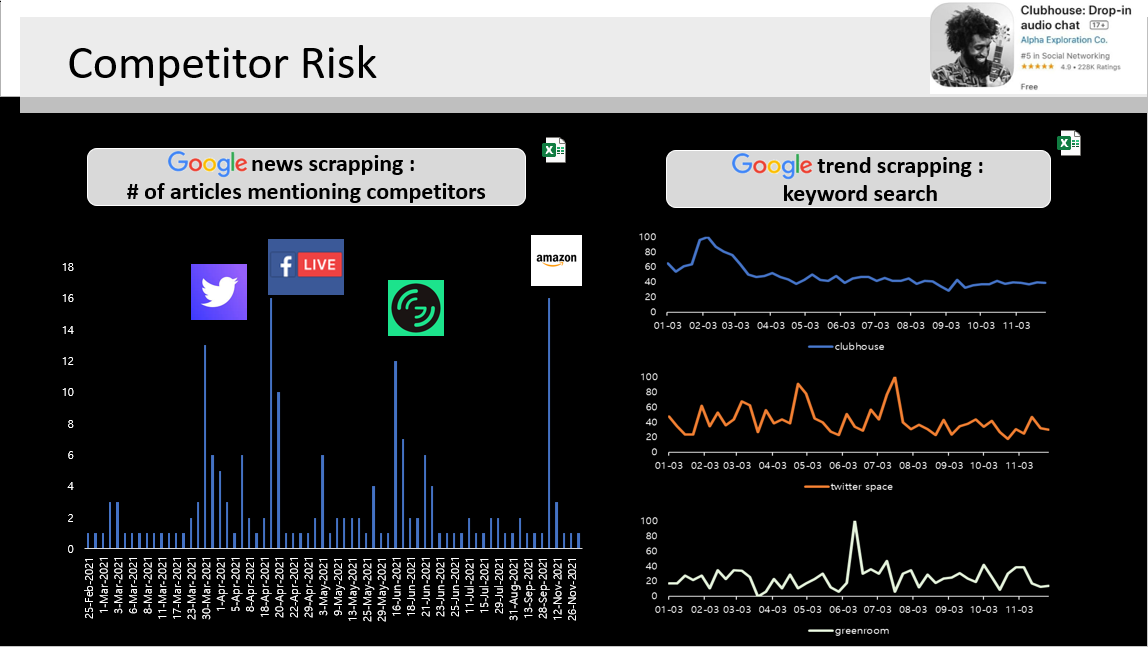 Competitor Risk
Clubhouse: Drop-in
audio chat 17+
Alpha Exploration Co.
#5 in Social Networking
★★★★★ 4.9 • 228K Ratings
Free
Google news scrapping :
# of articles mentioning competitors
X
Google trend scrapping :
keyword search
X
f LIVE
amazon
18
16
14
12
10
8
6
4
2
0
25-Feb-2021
1-Mar-2021
3-Mar-2021
6-Mar-2021
8-Mar-2021
11-Mar-2021
17-Mar-2021
23-Mar-2021
30-Mar-2021
1-Apr-2021
5-Apr-2021
8-Apr-2021
18-Apr-2021
20-Apr-2021
22-Apr-2021
29-Apr-2021
3-May-2021
9-May-2021
13-May-2021
25-May-2021
29-May-2021
16-Jun-2021
18-Jun-2021
21-Jun-2021
23-Jun-2021
25-Jun-2021
11-Jul-2021
15-Jul-2021
29-Jul-2021
31-Aug-2021
13-Sep-2021
28-Sep-2021
12-Nov-2021
26-Nov-2021
100
80
60
40
20
0
01-03 02-03 03-03 04-03 05-03 06-03 07-03 08-03 09-03 10-03 11-03
clubhouse
100
80
60
40
20
0
01-03 02-03 03-03 04-03 05-03 06-03 07-03 08-03 09-03 10-03 11-03
twitter space
100
80
60
40
20
0
01-03 02-03 03-03 04-03 05-03 06-03 07-03 08-03 09-03 10-03 11-03
greenroom